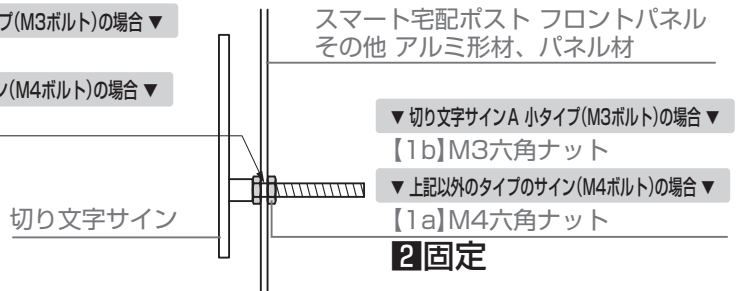 プ(M3ボルト)の場合 ▼
ン(M4ボルト)の場合 ▼
切り文字サイン
スマート宅配ポスト フロントパネル
その他 アルミ形材、パネル材
▼ 切り文字サインA 小タイプ(M3ボルト)の場合 ▼
【1b】M3六角ナット
▼ 上記以外のタイプのサイン(M4ボルト)の場合 ▼
【1a】M4六角ナット
2固定